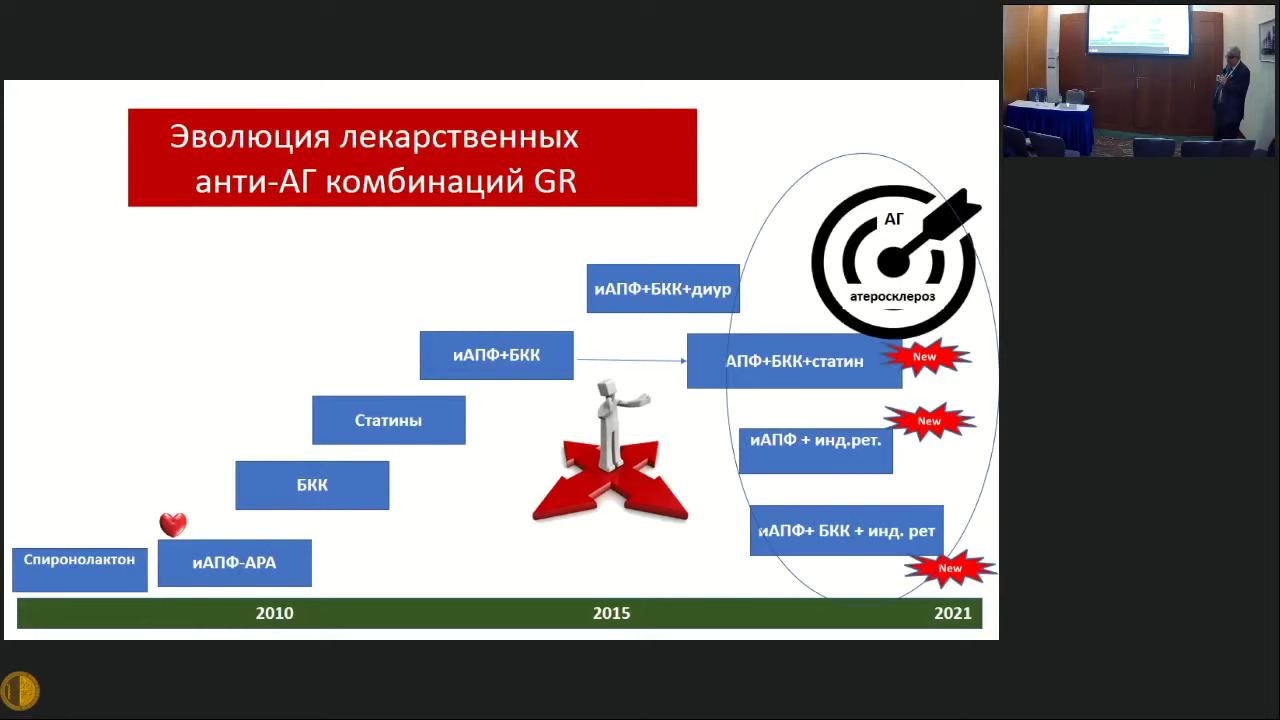 Эволюция лекарственных
анти-АГ комбинаций GR
АГ
атеросклероз
иАПФ+БКК+диур
иАПФ+БКК
АПФ+БКК+статин
New
Статины
New
иАПФ + инд.рет.
БКК
иАПФ+ БКК + инд. рет
New
Спиронолактон
иАПФ-АРА
2010
2015
2021